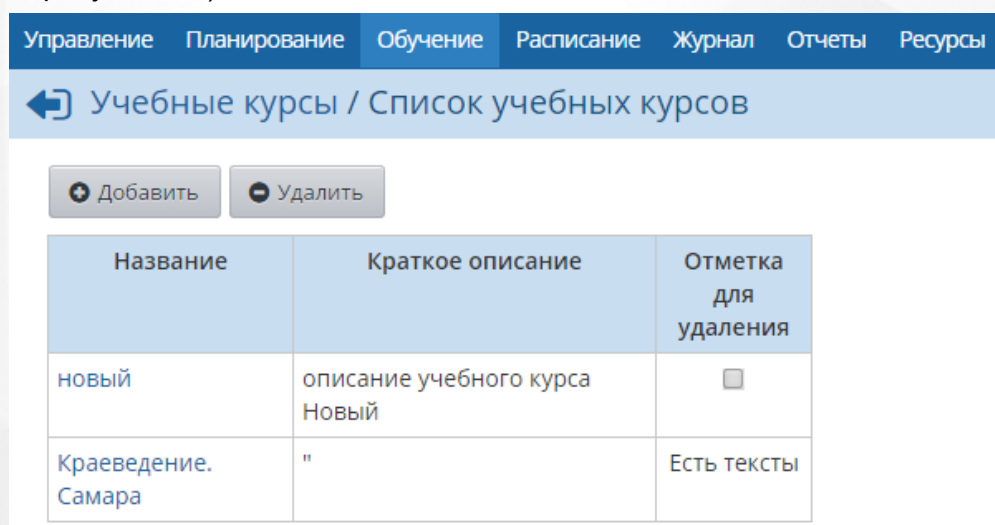 Управление Планирование Обучение Расписание Журнал Отчеты Ресурсы
Учебные курсы / Список учебных курсов
Добавить Удалить
Название Краткое описание Отметка
для
удаления
новый описание учебного курса
Новый
Краеведение. " Есть тексты
Самара